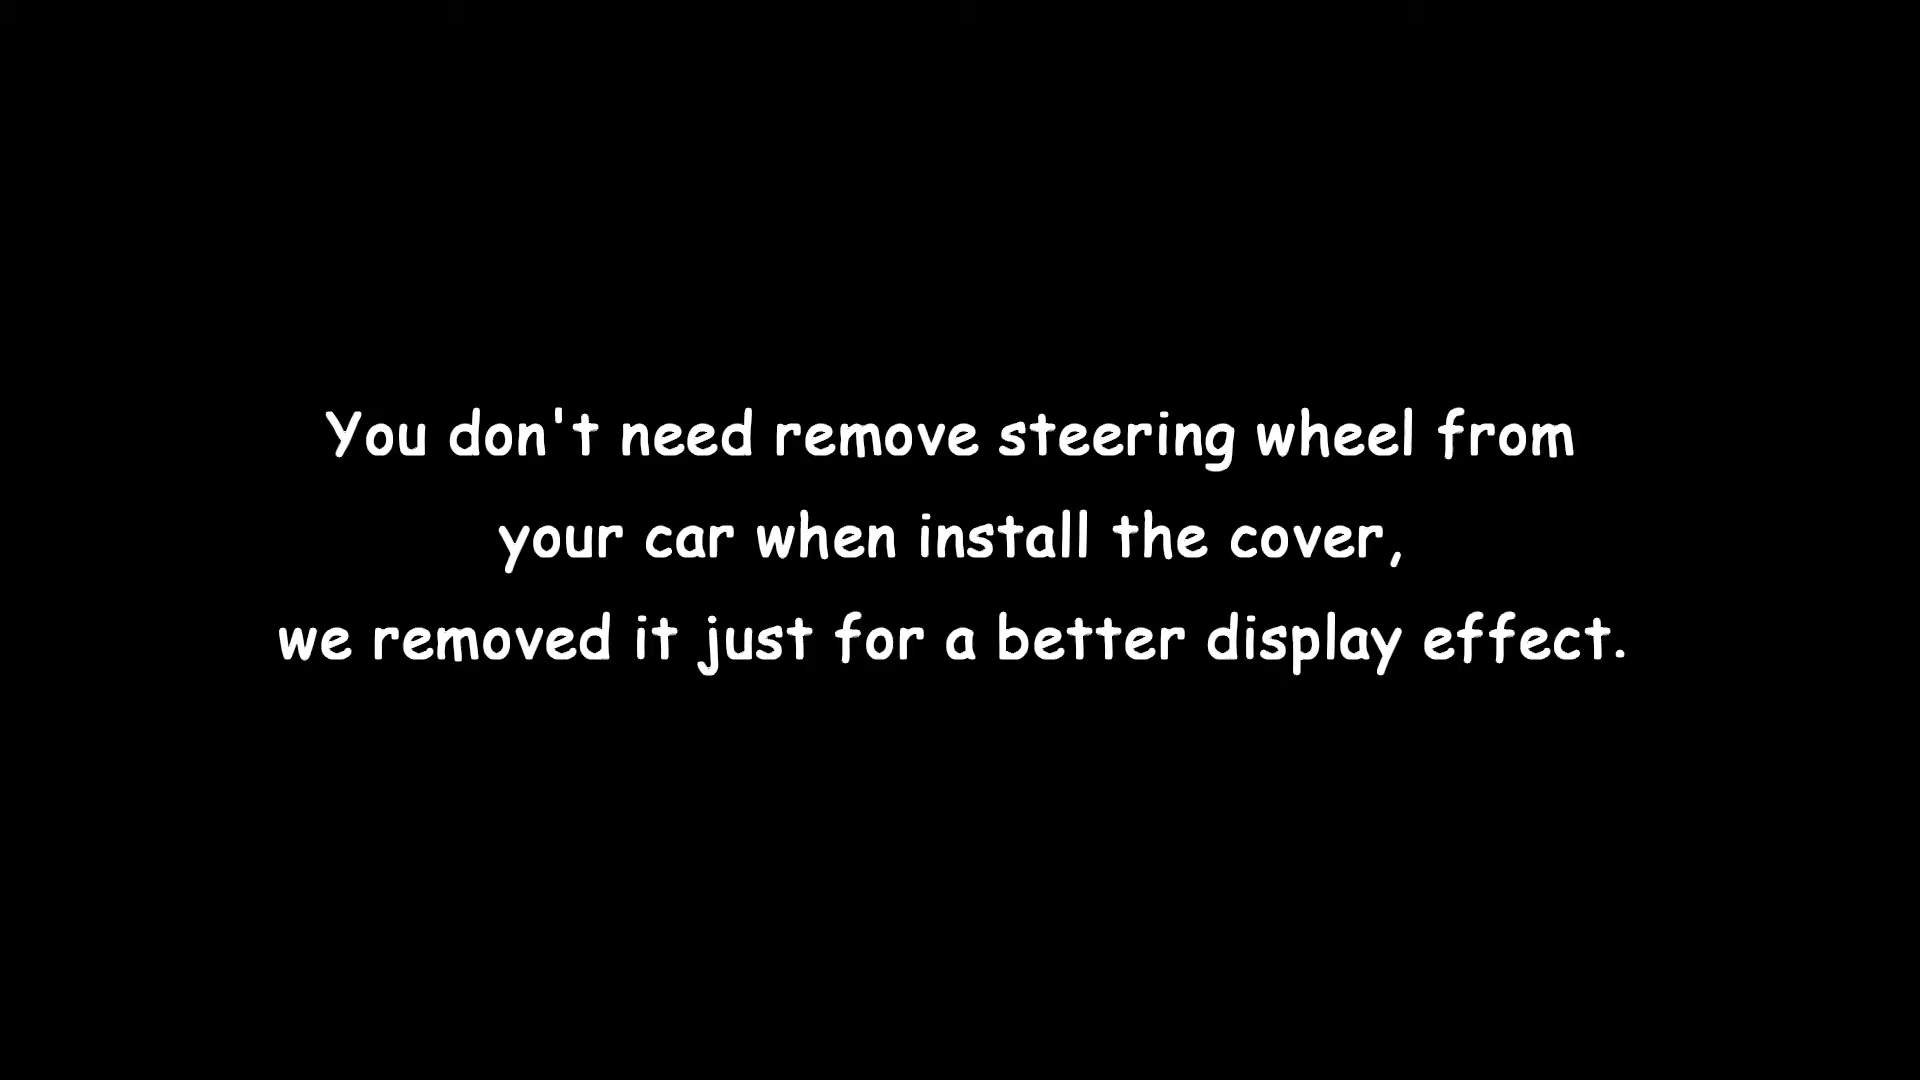 You don't need remove steering wheel from
your car when install the cover,
we removed it just for a better display effect.